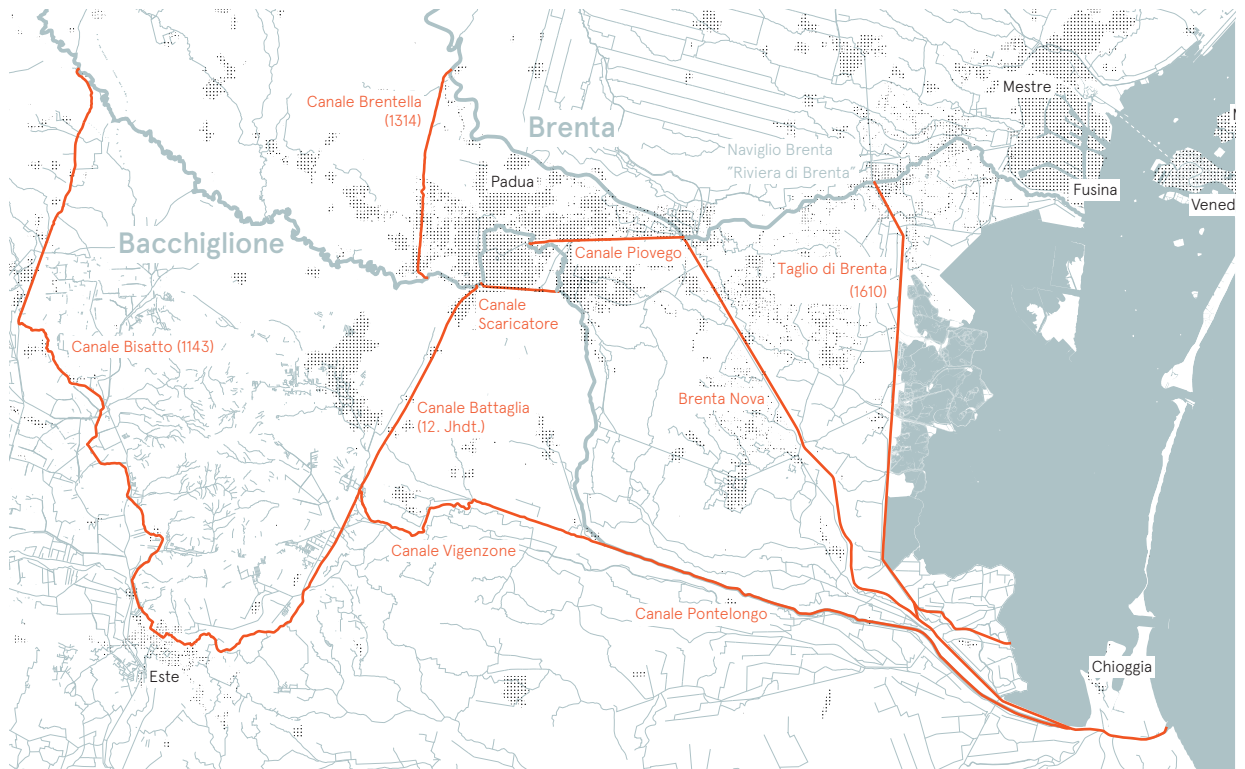 Mestre
Canale Brentella
(1314)
Brenta
Naviglio Brenta
"Riviera di Brenta"
Padua
Fusina
Vened
Bacchiglione
Canale Piovego
Taglio di Brenta
(1610)
Canale
Scaricatore
Canale Bisatto (1143)
Brenta Nova
Canale Battaglia
(12. Jhdt.)
Canale Vigenzone
Canale Pontelongo
Chioggia
Este